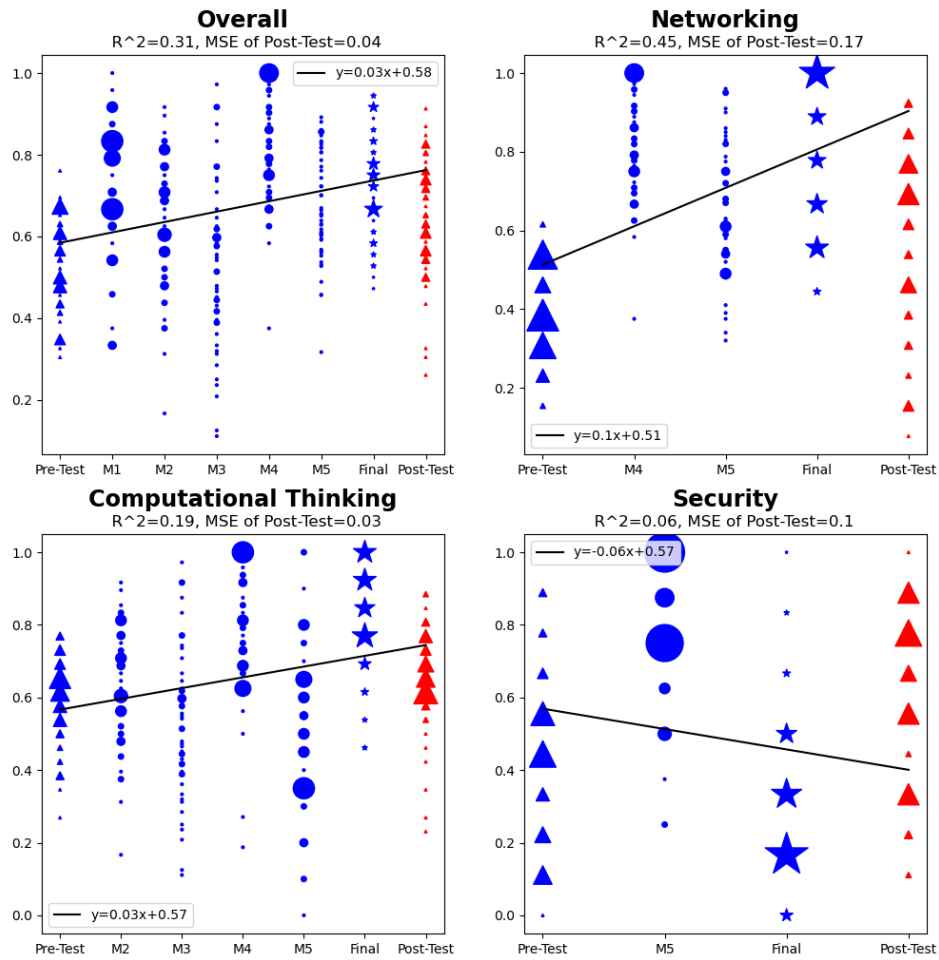 Overall
R^2=0.31, MSE of Post-Test=0.04
y=0.03x+0.58
1.0
0.8
0.6
0.4
0.2
Pre-Test M1 M2 M3 M4 M5 Final Post-Test
Networking
R^2=0.45, MSE of Post-Test=0.17
1.0
0.8
0.6
0.4
0.2
y=0.1x+0.51
Pre-Test M4 M5 Final Post-Test
Computational Thinking
R^2=0.19, MSE of Post-Test=0.03
1.0
0.8
0.6
0.4
0.2
0.0
y=0.03x+0.57
Pre-Test M2 M3 M4 M5 Final Post-Test
Security
R^2=0.06, MSE of Post-Test=0.1
y=-0.06x+0.57
1.0
0.8
0.6
0.4
0.2
0.0
Pre-Test M5 Final Post-Test